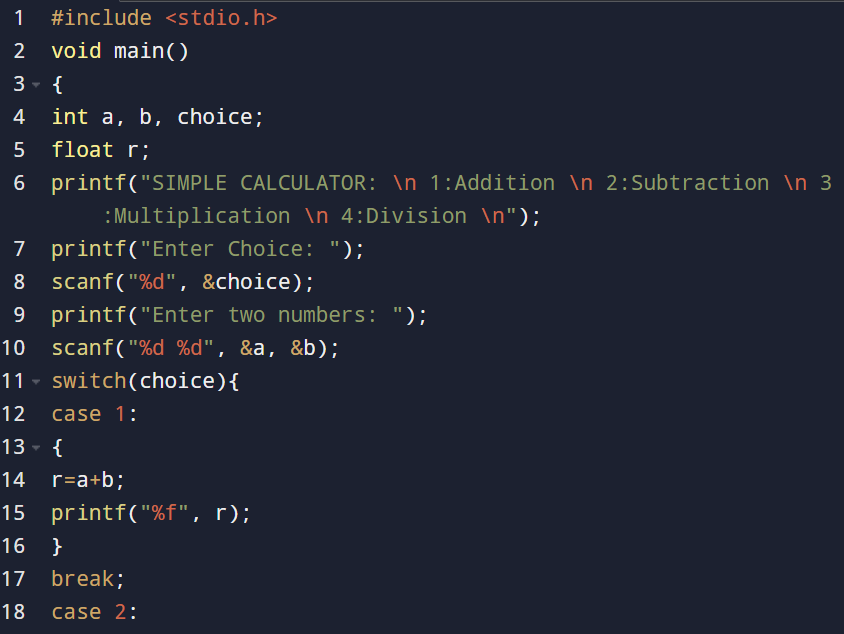 1 #include <stdio.h>
2 void main()
3 {
4 int a, b, choice;
5 float r;
6 printf("SIMPLE CALCULATOR: \n 1:Addition \n 2:Subtraction \n 3
:Multiplication \n 4:Division \n");
7 printf("Enter Choice: ");
8 scanf("%d", &choice);
9 printf("Enter two numbers: ");
10 scanf("%d %d", &a, &b);
11 switch(choice){
12 case 1:
13 {
14 r=a+b;
15 printf("%f", r);
16 }
17 break;
18 case 2: